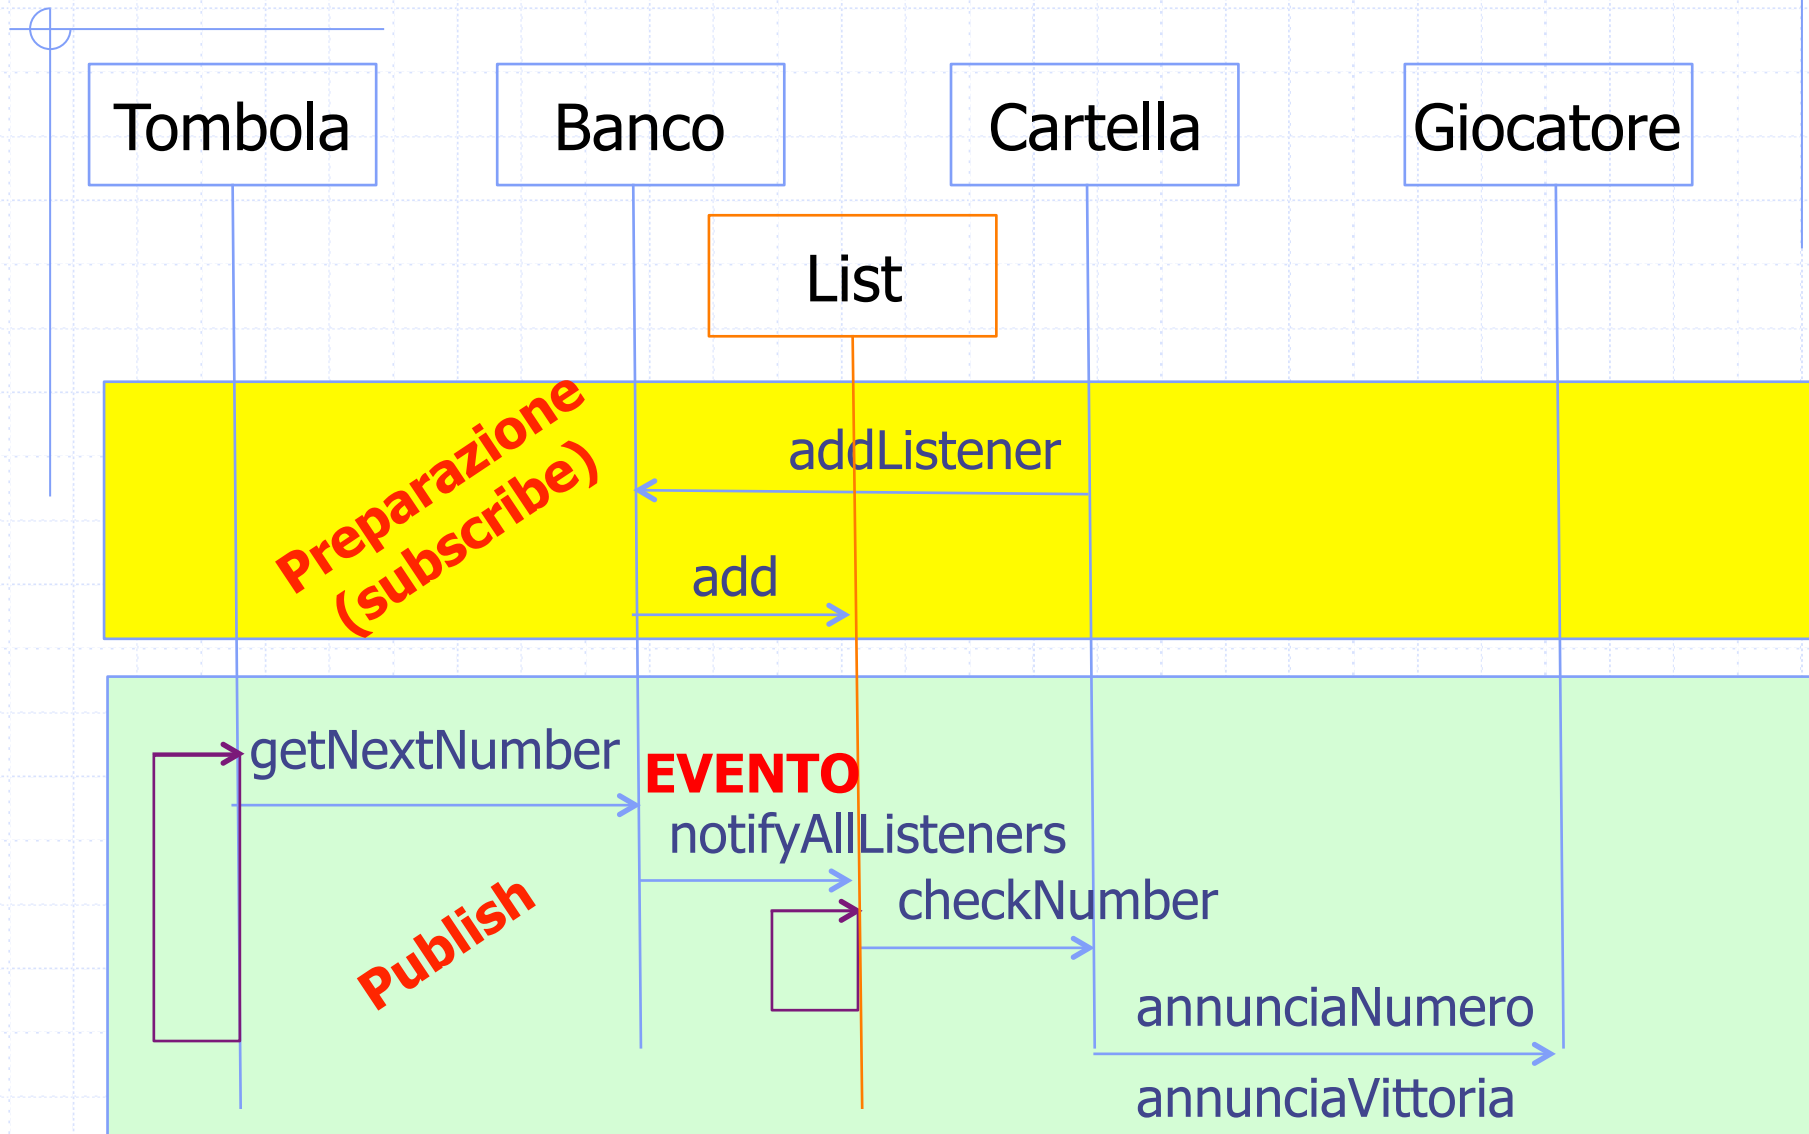 Tombola
Banco
Cartella
Giocatore
List
Preparazione
(subscribe)
addListener
add
getNextNumber
EVENTO
notifyAllListeners
checkNumber
Publish
annunciaNumero
annunciaVittoria